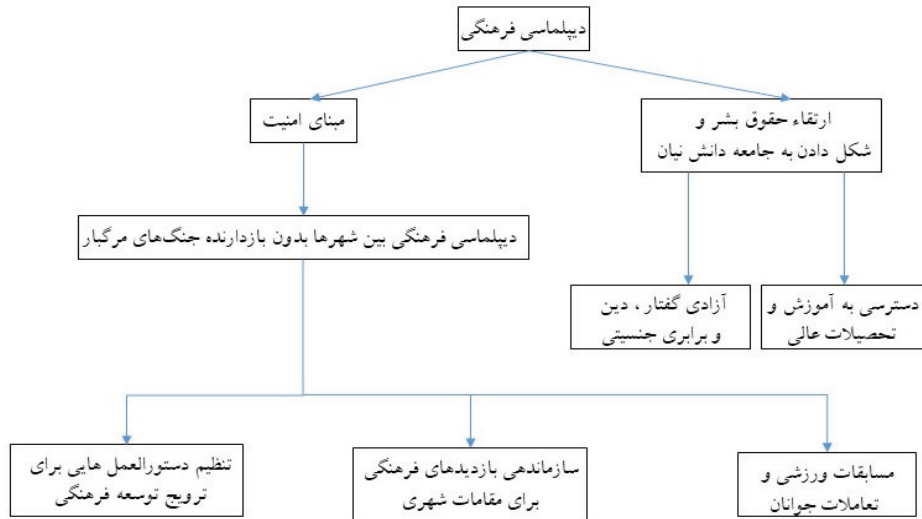 دیپلماسی فرهنگی
ارتقاء حقوق بشر و
شکل دادن به جامعه دانش نیان
مبنای امنیت
دیپلماسی فرهنگی بین شهرها بدون بازدارنده جنگ‌های مرگبار
دسترسی به آموزش و
تحصیلات عالی
آزادی گفتار ، دین
و برابری جنسیتی
مسابقات ورزشی و
تعاملات جوانان
سازماندهی بازدیدهای فرهنگی
برای مقامات شهری
تنظیم دستورالعمل هایی برای
ترویج توسعه فرهنگی